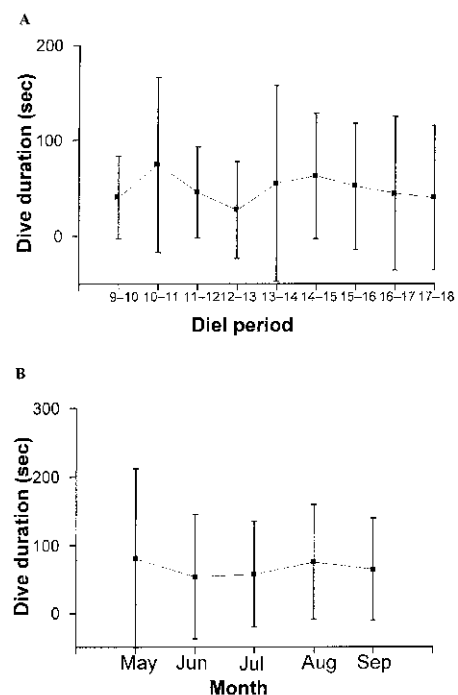 A
200
100
0
Dive duration (sec)
9–10 10–11 11–12 12–13 13–14 14–15 15–16 16–17 17–18
Diel period
B
300
200
100
0
Dive duration (sec)
May Jun Jul Aug Sep
Month